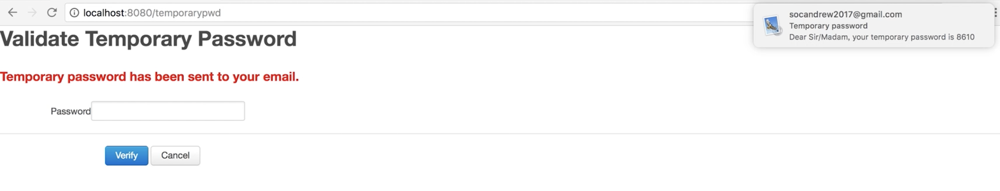 localhost:8080/temporarypwd
socandrew2017@gmail.com
Temporary password
Dear Sir/Madam, your temporary password is 8610
Validate Temporary Password
Temporary password has been sent to your email.
Password
Verify
Cancel